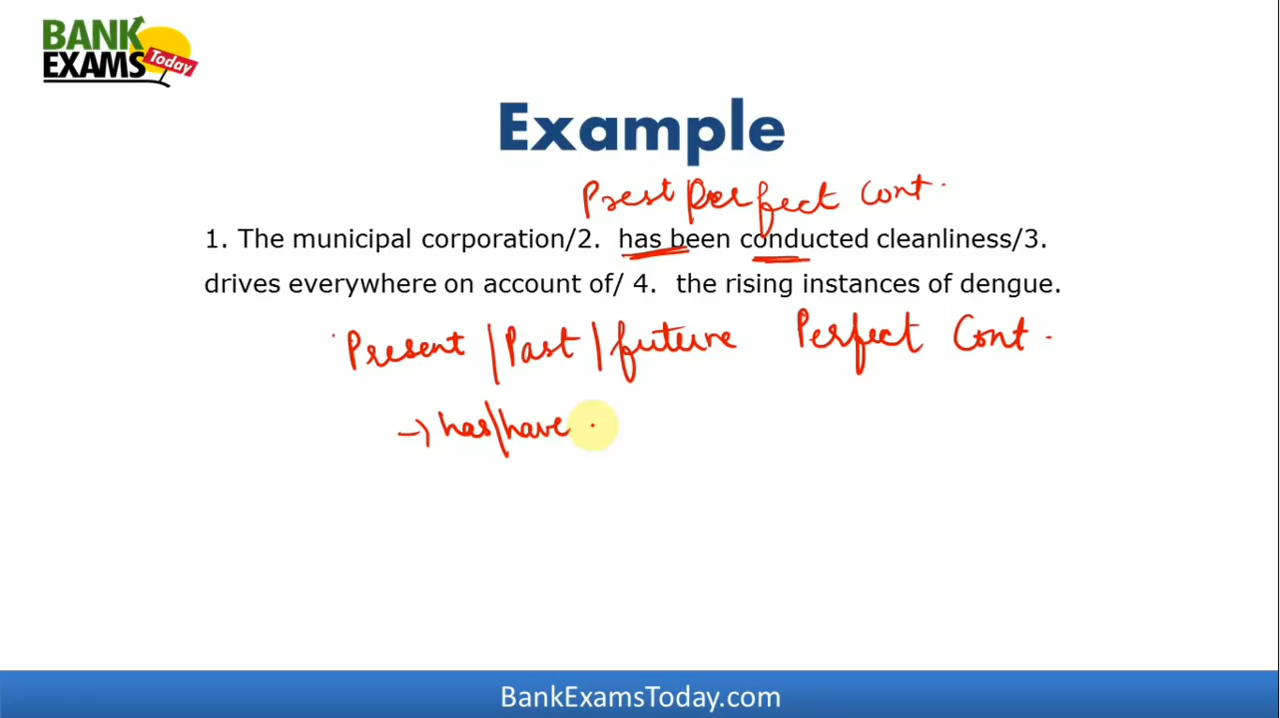 BANK
EXAMS Today
Example
Prest perfect Cont.
1. The municipal corporation/2. has been conducted cleanliness/3.
drives everywhere on account of/ 4. the rising instances of dengue.
Present / Past / future Perfect Cont.
→ has/have
BankExamsToday.com